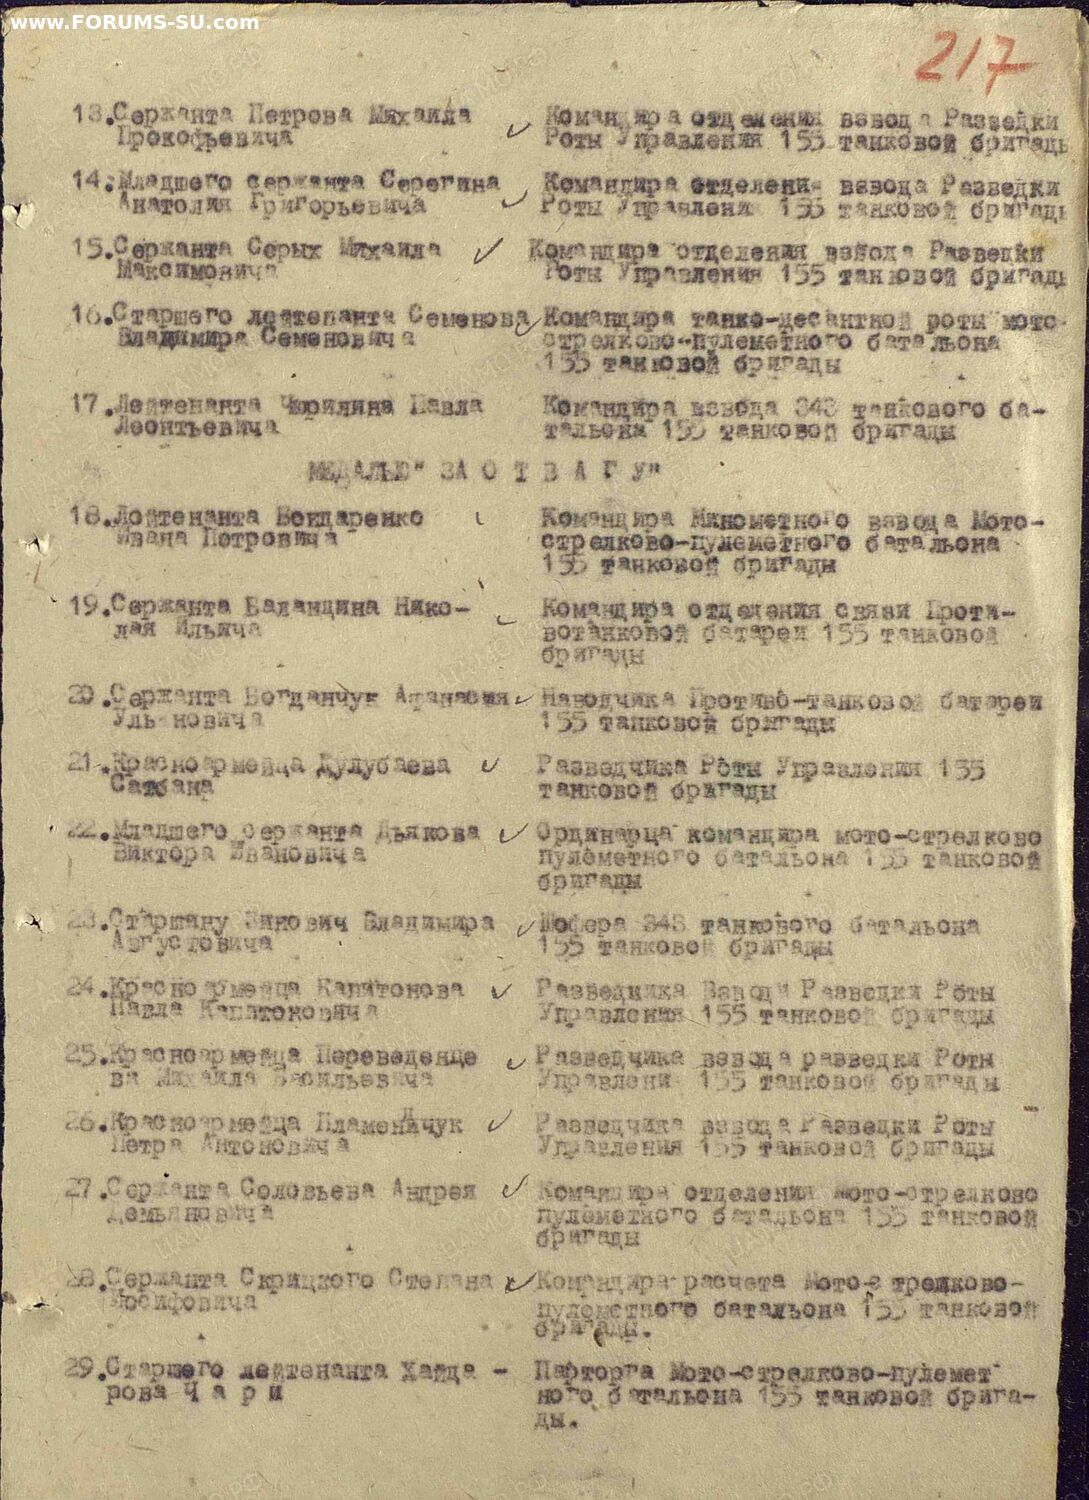 www.FORUMS-SU.com
217
13.Сержанта Петрова Михаила Командира отделения взвода Разведки
Прокофьевича Роты Управления 155 танковой бригады
14.Младшего сержанта Серегина Командира отделения взвода Разведки
Анатолия Григорьевича Роты Управления 155 танковой бригады
15.Сержанта Серых Михаила Командира отделения взвода Разведки
Максимовича Роты Управления 155 танковой бригады
16.Старшего лейтенанта Семенова Командира танко-десантной роты мото-
Владимира Семеновича стрелково-пулеметного батальона
155 танковой бригады
17.Лейтенанта Чюрилина Павла Командира взвода 343 танкового ба-
Леонтьевича тальона 155 танковой бригады
МЕДАЛЬЮ" ЗА О Т В А Г У"
18.Лейтенанта Бондаренко Командира Минометного взвода Мото-
Ивана Петровича стрелково-пулеметного батальона
155 танковой бригады
19.Сержанта Баландина Нико- Командира отделения связи Проти-
лая Ильича вотанковой батареи 155 танковой
бригады
20.Сержанта Богданчук Афанасия Наводчика Противо-танковой батареи
Ульяновича 155 танковой бригады
21.Красноармейца Дулубаева Разведчика Роты Управления 155
Сатбана танковой бригады
22.Младшего сержанта Дьякова Ординарца командира мото-стрелково
Виктора Ивановича пулеметного батальона 155 танковой
бригады
23.Старшину Зинович Владимира Шофера 343 танкового батальона
Августовича 155 танковой бригады
24.Красноармейца Капитонова Разведчика Взвода Разведки Роты
Павла Капитоновича Управления 155 танковой бригады
25.Красноармейца Переведенце Разведчика взвода разведки Роты
ва Михаила Васильевича Управлени 155 танковой бригады
26.Красноармейца Пламенчук Разведчика взвода Разведки Роты
Петра Антоновича Управления 155 танковой бригады
27.Сержанта Соловьева Андрея Командира отделения Мото-стрелково
Демьяновича пулеметного батальона 155 танковой
бригады
28.Сержанта Скрицкого Степана Командира расчета Мото-стрелково-
Иосифовича пулеметного батальона 155 танковой
бригады.
29.Старшего лейтенанта Хайда - Парторга Мото-стрелково-пулемет
рова Ч а р и ного батальона 155 танковой брига-
ды.